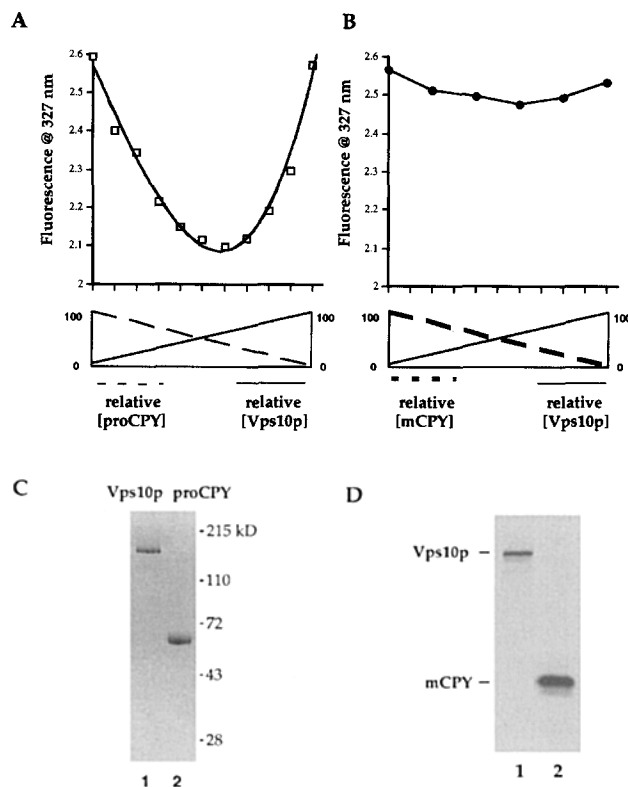 A
Fluorescence @ 327 nm
2.6
2.5
2.4
2.3
2.2
2.1
2
100
0
100
0
relative
[proCPY]
relative
[Vps10p]
B
Fluorescence @ 327 nm
2.6
2.5
2.4
2.3
2.2
2.1
2
100
0
100
0
relative
[mCPY]
relative
[Vps10p]
C
Vps10p proCPY
-215 kD
-110
-72
-43
-28
1 2
D
Vps10p –
mCPY –
1 2